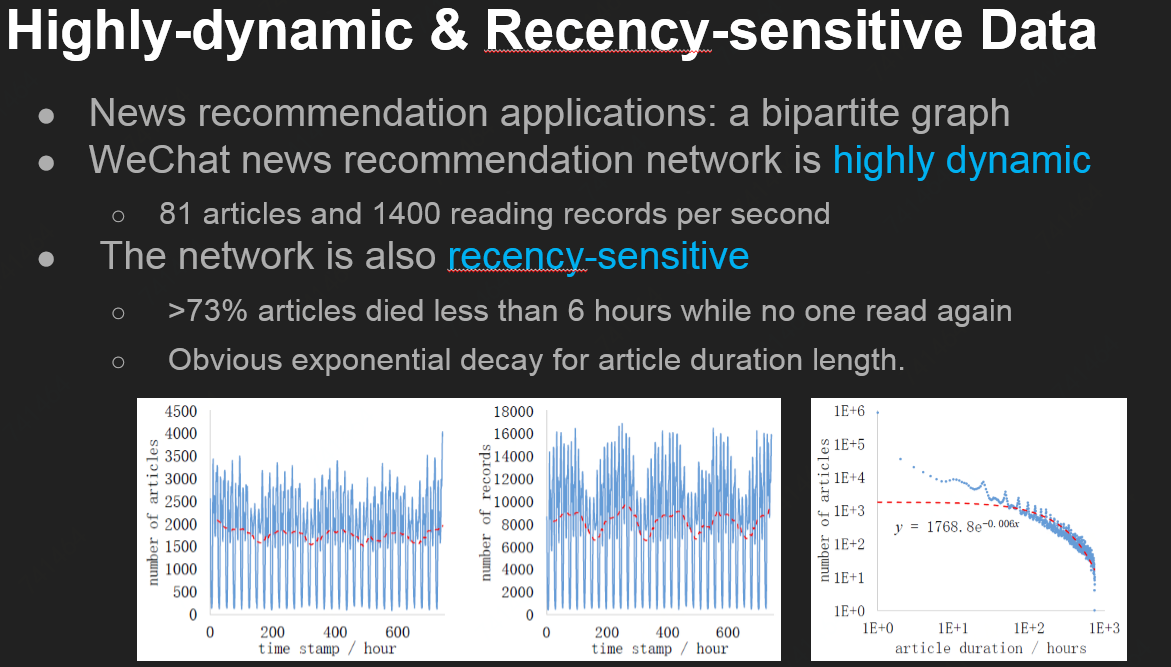 Highly-dynamic & Recency-sensitive Data
● News recommendation applications: a bipartite graph
● WeChat news recommendation network is highly dynamic
○ 81 articles and 1400 reading records per second
● The network is also recency-sensitive
○ >73% articles died less than 6 hours while no one read again
○ Obvious exponential decay for article duration length.
number of articles
4500
4000
3500
3000
2500
2000
1500
1000
500
0
0 200 400 600
time stamp / hour
number of records
18000
16000
14000
12000
10000
8000
6000
4000
2000
0
0 200 400 600
time stamp / hour
number of articles
1E+6
1E+5
1E+4
1E+3
1E+2
1E+1
1E+0
y = 1768.8e^-0.006x
1E+0 1E+1 1E+2 1E+3
article duration / hours